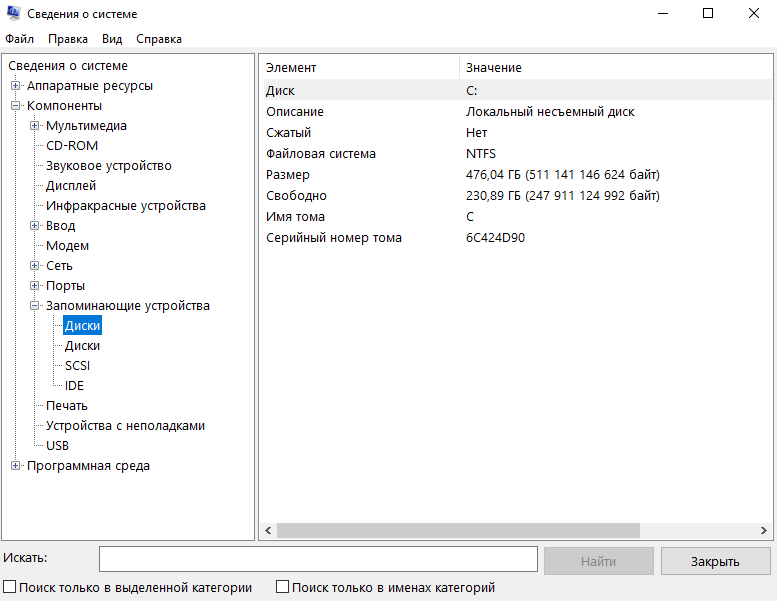 Сведения о системе
Файл Правка Вид Справка
Сведения о системе
Аппаратные ресурсы
Компоненты
Мультимедиа
CD-ROM
Звуковое устройство
Дисплей
Инфракрасные устройства
Ввод
Модем
Сеть
Порты
Запоминающие устройства
Диски
Диски
SCSI
IDE
Печать
Устройства с неполадками
USB
Программная среда
Элемент Значение
Диск C:
Описание Локальный несъемный диск
Сжатый Нет
Файловая система NTFS
Размер 476,04 ГБ (511 141 146 624 байт)
Свободно 230,89 ГБ (247 911 124 992 байт)
Имя тома C
Серийный номер тома 6C424D90
Искать: Найти Закрыть
Поиск только в выделенной категории Поиск только в именах категорий